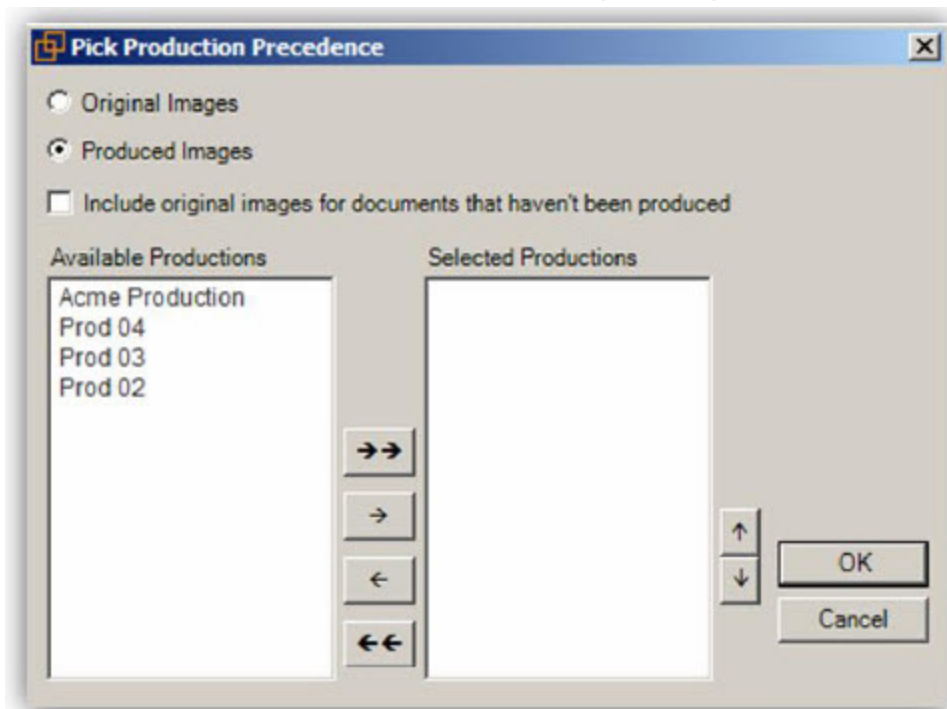 Pick Production Precedence
Original Images
Produced Images
Include original images for documents that haven't been produced
Available Productions
Selected Productions
Acme Production
Prod 04
Prod 03
Prod 02
OK
Cancel